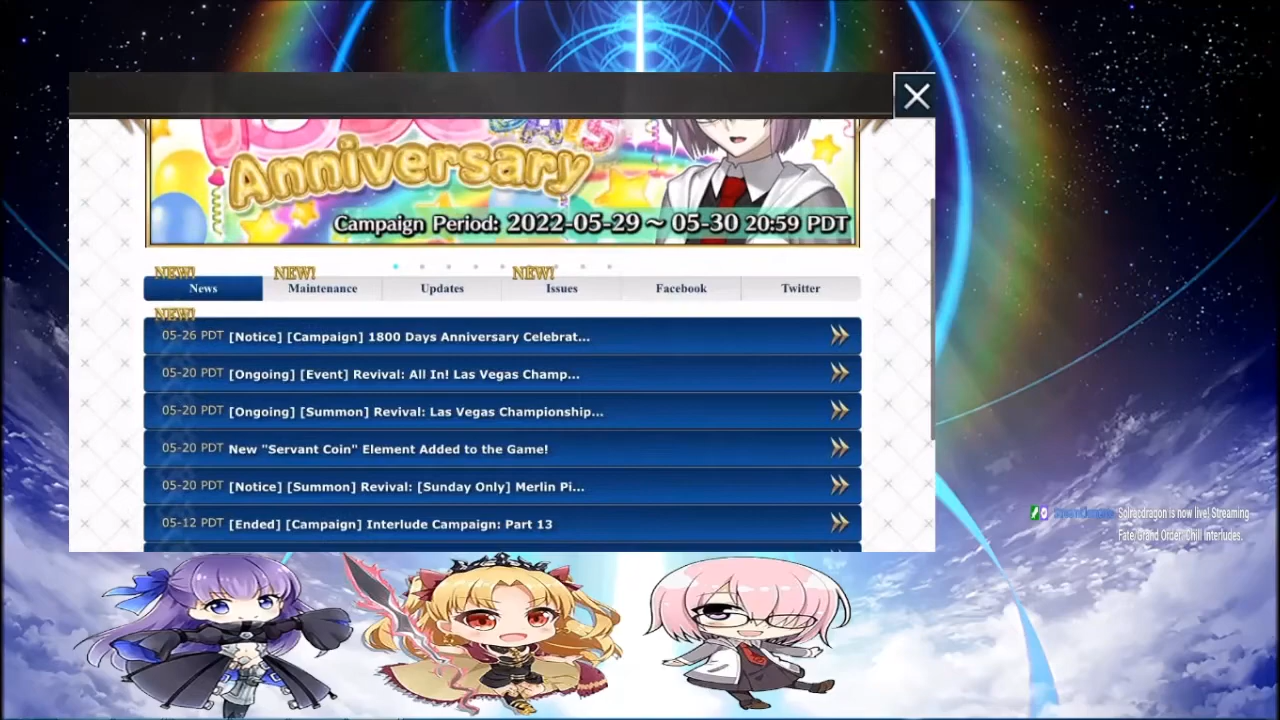 Anniversary
Campaign Period: 2022-05-29 ~ 05-30 20:59 PDT
NEW! NEW! NEW!
News Maintenance Updates Issues Facebook Twitter
NEW!
05-26 PDT [Notice] [Campaign] 1800 Days Anniversary Celebrat...
05-20 PDT [Ongoing] [Event] Revival: All In! Las Vegas Champ...
05-20 PDT [Ongoing] [Summon] Revival: Las Vegas Championship...
05-20 PDT New "Servant Coin" Element Added to the Game!
05-20 PDT [Notice] [Summon] Revival: [Sunday Only] Merlin Pi...
05-12 PDT [Ended] [Campaign] Interlude Campaign: Part 13
Solracdragon is now live! Streaming
Fate/Grand Order: Chill Interludes.